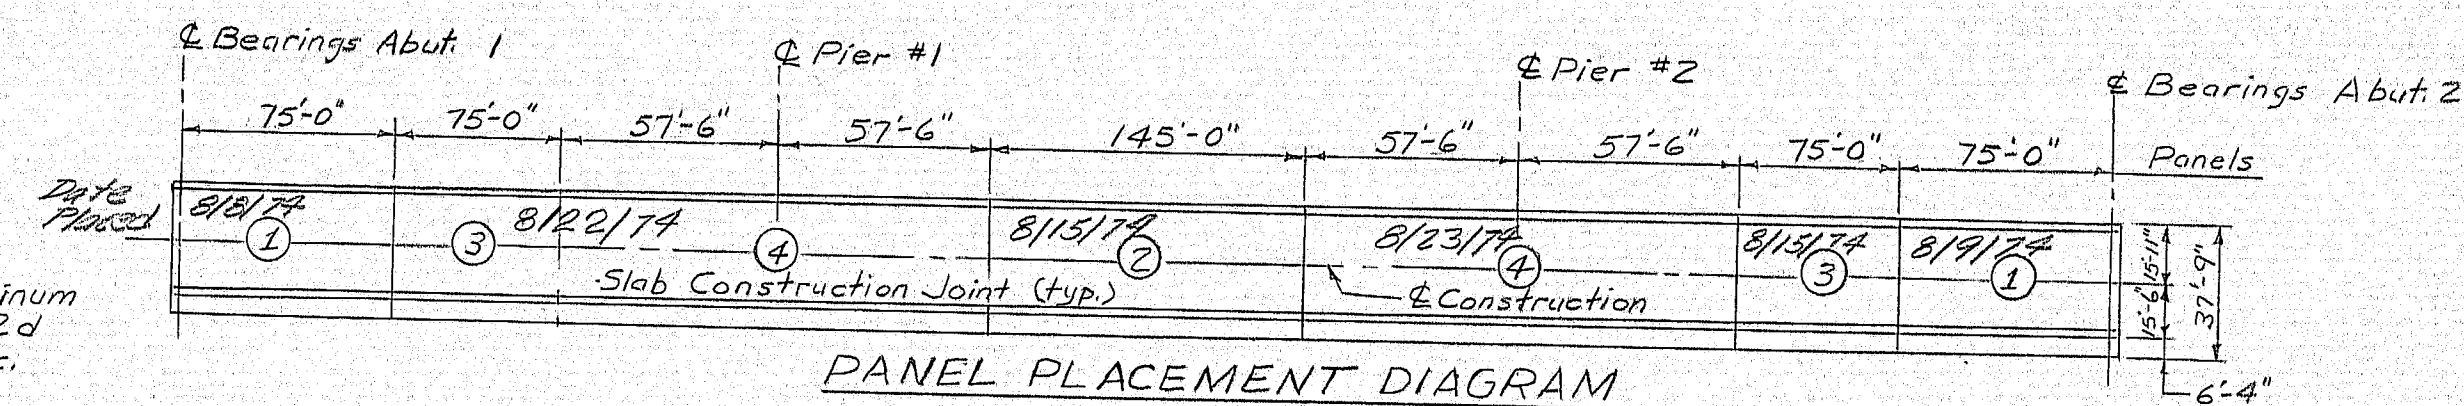 ℄ Bearings Abut. 1
℄ Pier #1
℄ Pier #2
℄ Bearings Abut. 2
75'-0" 75'-0" 57'-6" 57'-6" 145'-0" 57'-6" 57'-6" 75'-0" 75'-0" Panels
Date
Placed
8/8/74 8/22/74 8/15/74 8/23/74 8/15/74 8/9/74
1 3 4 2 4 3 1
Slab Construction Joint (typ.)
℄ Construction
15'-11"
15'-6"
37'-9"
6'-4"
inum
2d
PANEL PLACEMENT DIAGRAM